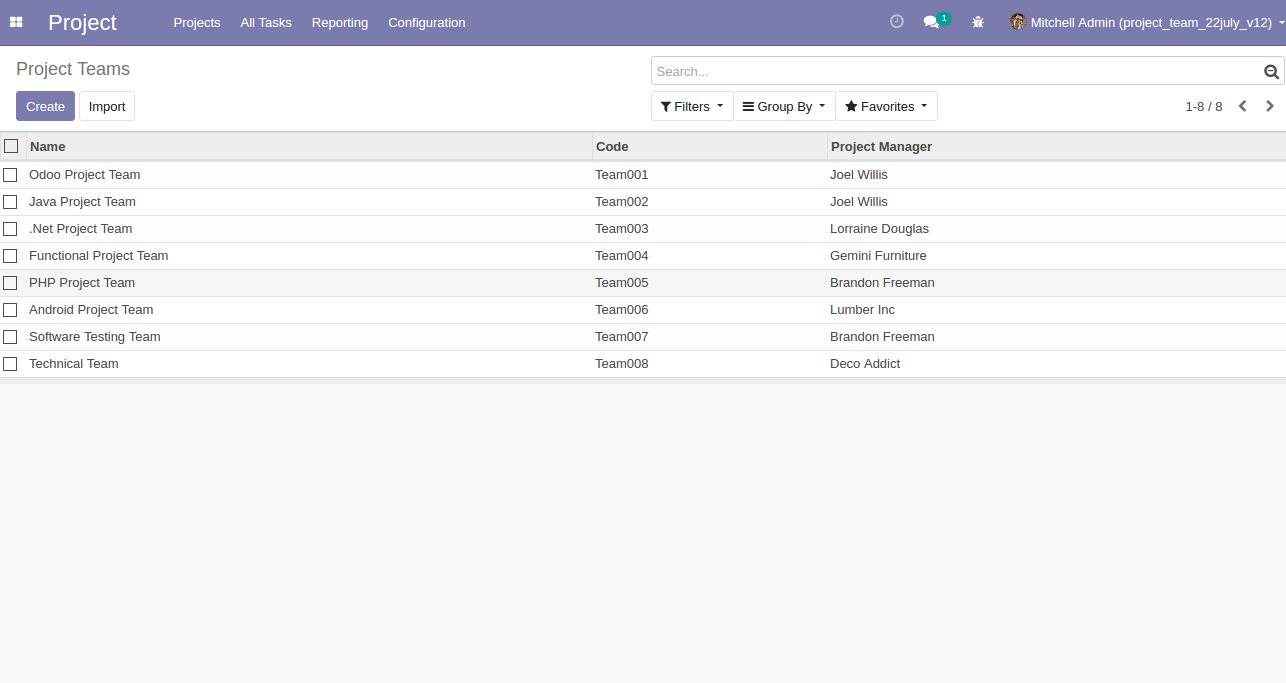 Project Projects All Tasks Reporting Configuration 1 Mitchell Admin (project_team_22july_v12)
Project Teams
Search...
Create Import Filters Group By Favorites 1-8 / 8
Name Code Project Manager
Odoo Project Team Team001 Joel Willis
Java Project Team Team002 Joel Willis
.Net Project Team Team003 Lorraine Douglas
Functional Project Team Team004 Gemini Furniture
PHP Project Team Team005 Brandon Freeman
Android Project Team Team006 Lumber Inc
Software Testing Team Team007 Brandon Freeman
Technical Team Team008 Deco Addict